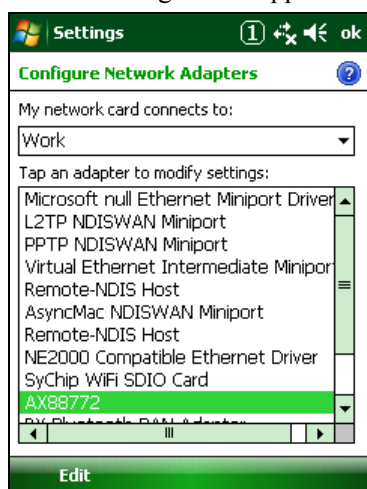 Settings 1 ok
Configure Network Adapters ?
My network card connects to:
Work
Tap an adapter to modify settings:
Microsoft null Ethernet Miniport Driver
L2TP NDISWAN Miniport
PPTP NDISWAN Miniport
Virtual Ethernet Intermediate Minipor
Remote-NDIS Host
AsyncMac NDISWAN Miniport
Remote-NDIS Host
NE2000 Compatible Ethernet Driver
SyChip WiFi SDIO Card
AX88772
Edit